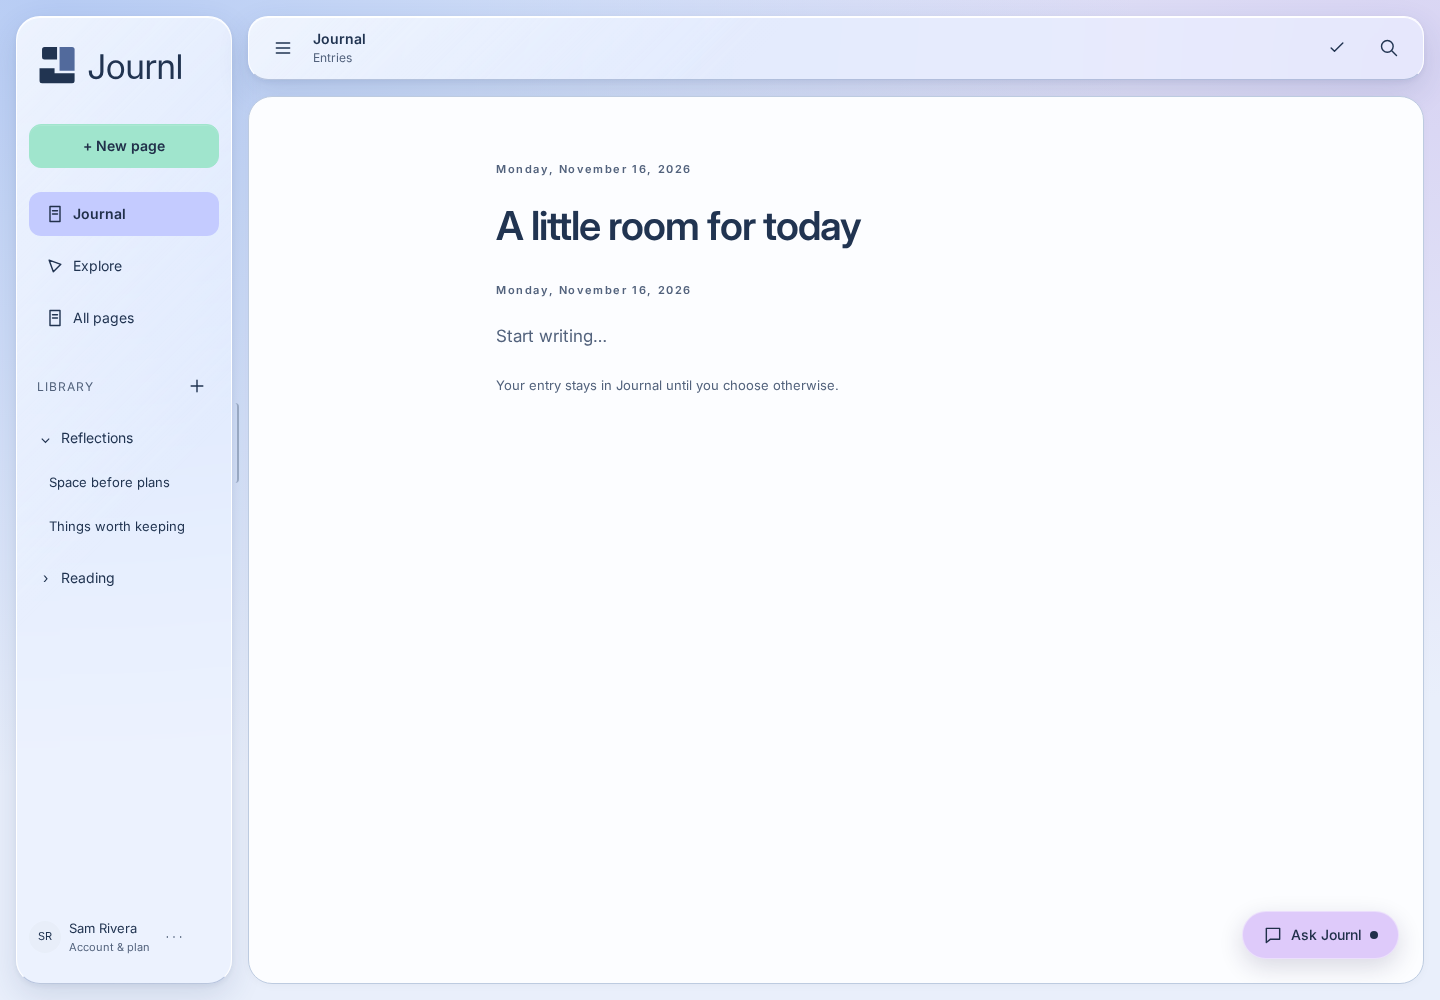 Journl
+ New page
Journal
Explore
All pages
LIBRARY
Reflections
Space before plans
Things worth keeping
Reading
SR
Sam Rivera
Account & plan
...
Journal
Entries
Monday, November 16, 2026
A little room for today
Monday, November 16, 2026
Start writing...
Your entry stays in Journal until you choose otherwise.
Ask Journl